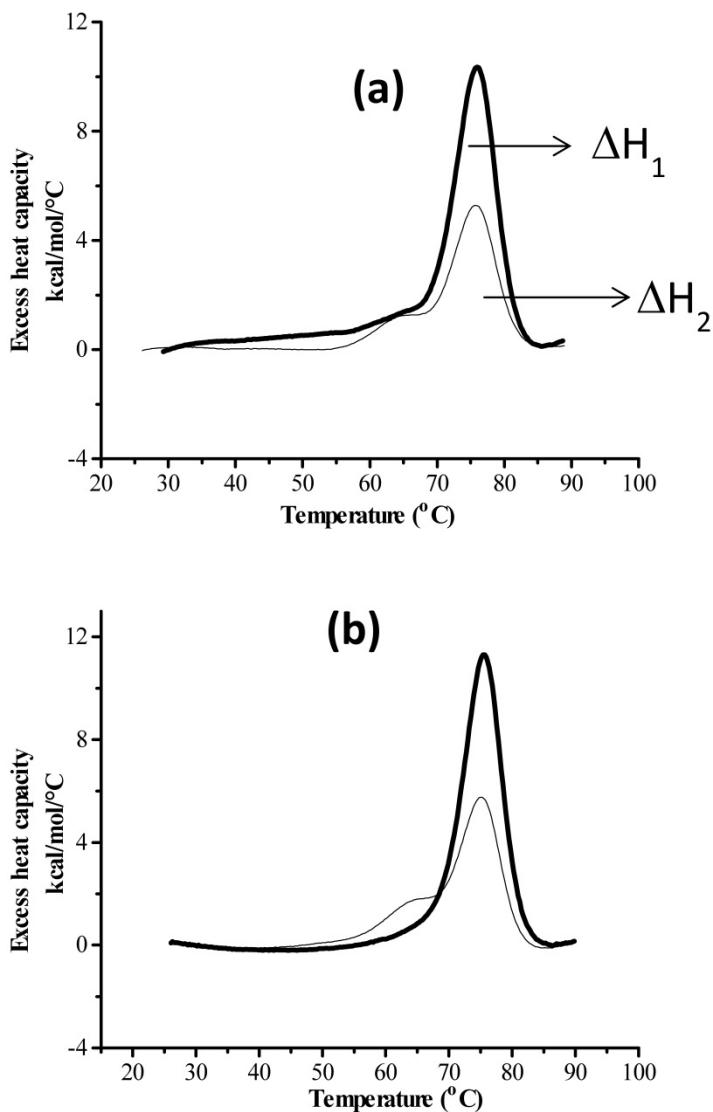 12
(a)
8
ΔH1
4
ΔH2
0
-4
Excess heat capacity
kcal/mol/°C
20 30 40 50 60 70 80 90 100
Temperature (°C)
(b)
12
8
4
0
-4
Excess heat capacity
kcal/mol/°C
20 30 40 50 60 70 80 90 100
Temperature (°C)